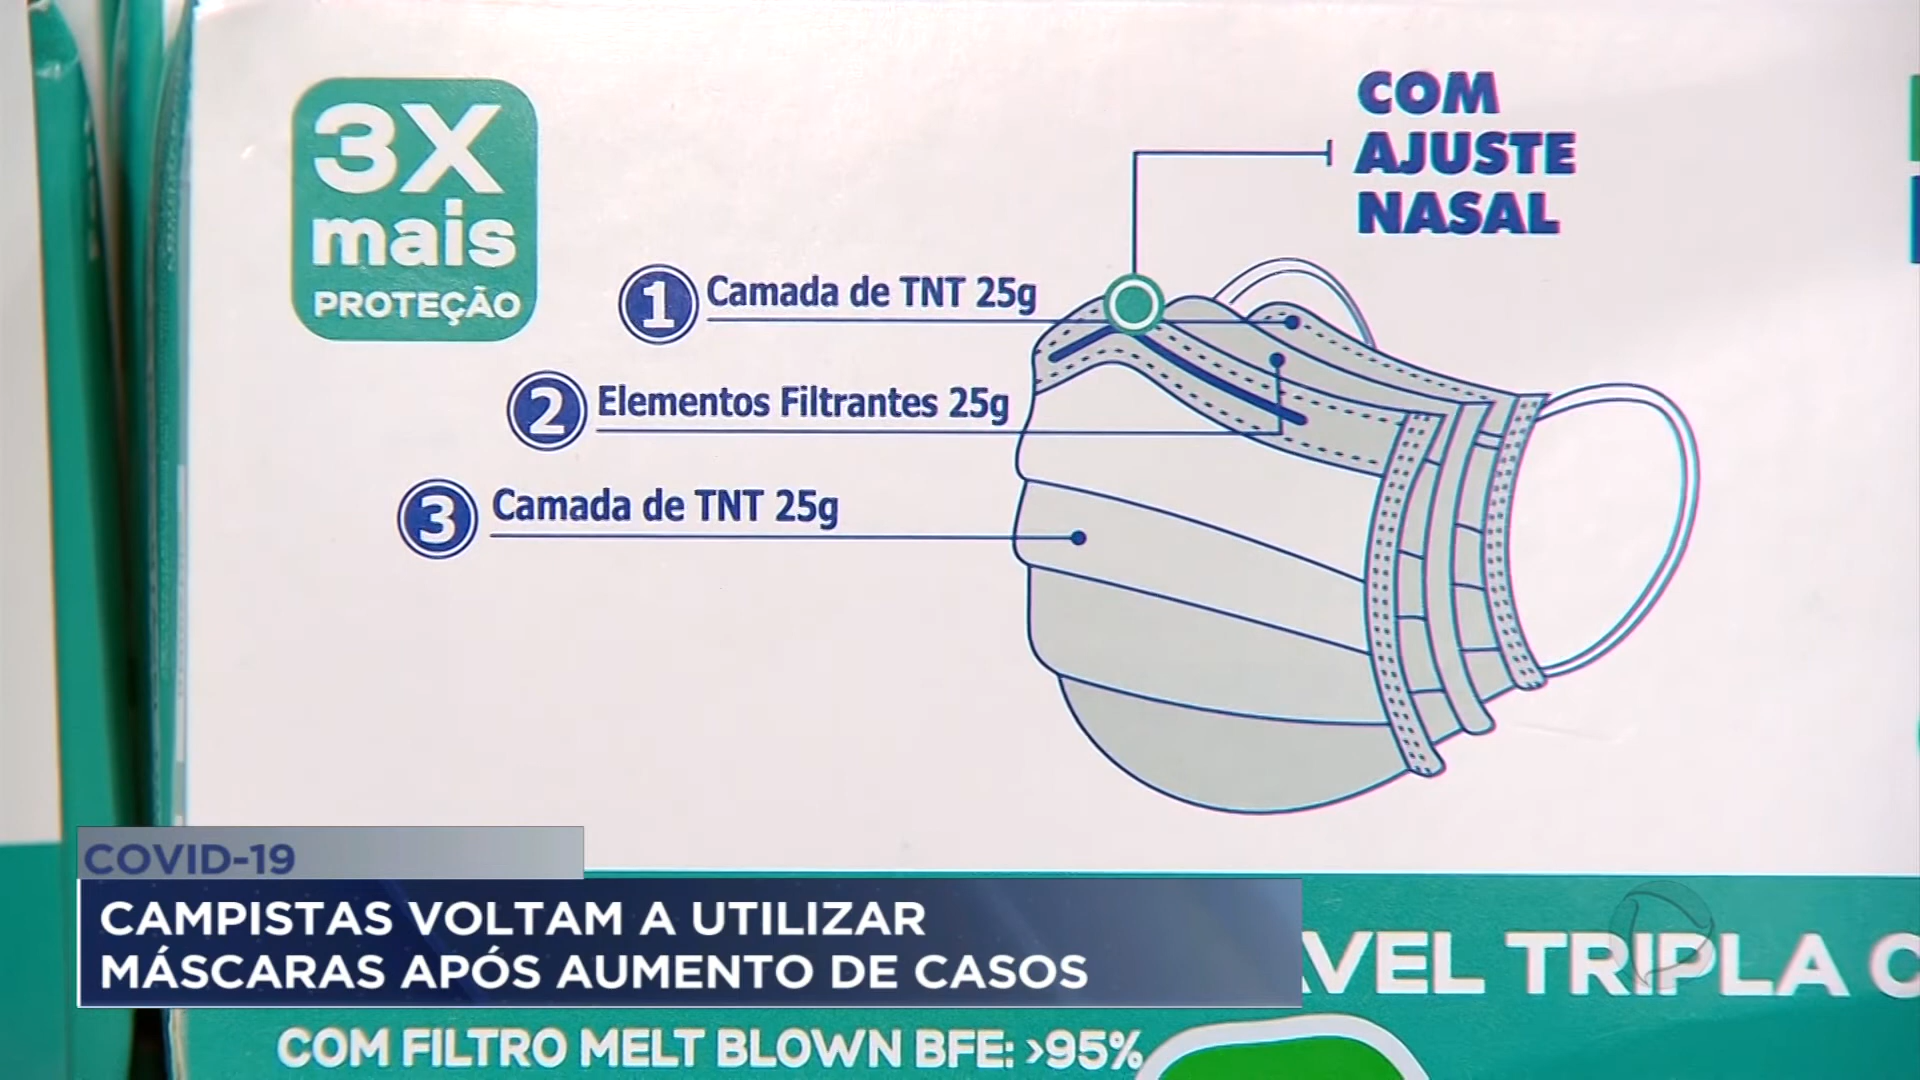 3X
mais
PROTEÇÃO
COM
AJUSTE
NASAL
1 Camada de TNT 25g
2 Elementos Filtrantes 25g
3 Camada de TNT 25g
COVID-19
CAMPISTAS VOLTAM A UTILIZAR
MÁSCARAS APÓS AUMENTO DE CASOS
TRIPLA
COM FILTRO MELT BLOWN BFE: >95%